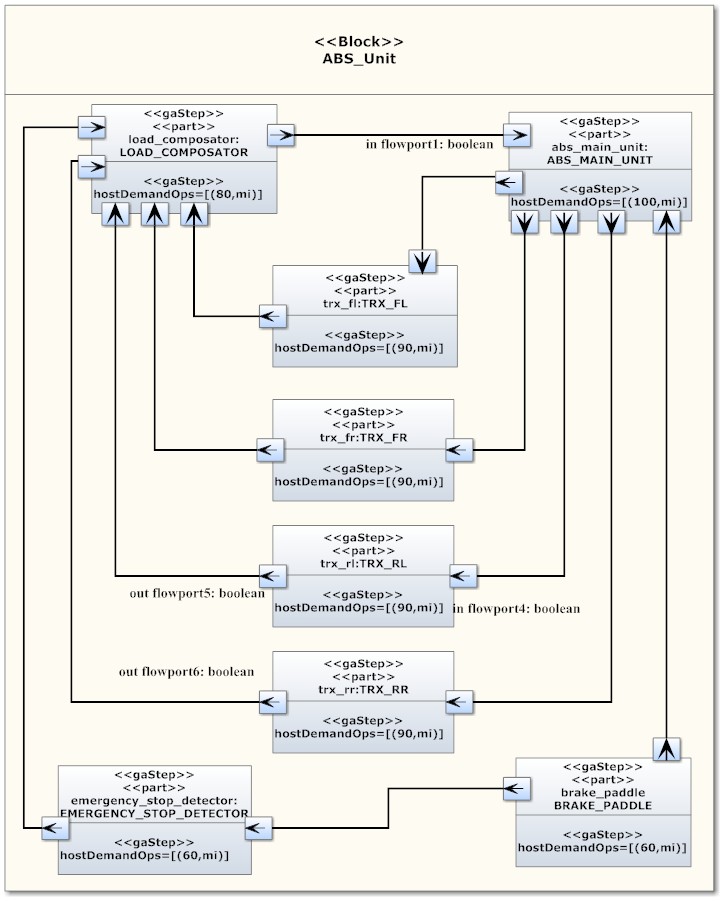 <<Block>>
ABS_Unit
<<gaStep>>
<<part>>
load_composator:
LOAD_COMPOSATOR
<<gaStep>>
hostDemandOps=[(80,mi)]
in flowport1: boolean
<<gaStep>>
<<part>>
abs_main_unit:
ABS_MAIN_UNIT
<<gaStep>>
hostDemandOps=[(100,mi)]
<<gaStep>>
<<part>>
trx_fl:TRX_FL
<<gaStep>>
hostDemandOps=[(90,mi)]
<<gaStep>>
<<part>>
trx_fr:TRX_FR
<<gaStep>>
hostDemandOps=[(90,mi)]
<<gaStep>>
<<part>>
trx_rl:TRX_RL
<<gaStep>>
hostDemandOps=[(90,mi)]
out flowport5: boolean
in flowport4: boolean
out flowport6: boolean
<<gaStep>>
<<part>>
trx_rr:TRX_RR
<<gaStep>>
hostDemandOps=[(90,mi)]
<<gaStep>>
<<part>>
emergency_stop_detector:
EMERGENCY_STOP_DETECTOR
<<gaStep>>
hostDemandOps=[(60,mi)]
<<gaStep>>
<<part>>
brake_paddle
BRAKE_PADDLE
<<gaStep>>
hostDemandOps=[(60,mi)]